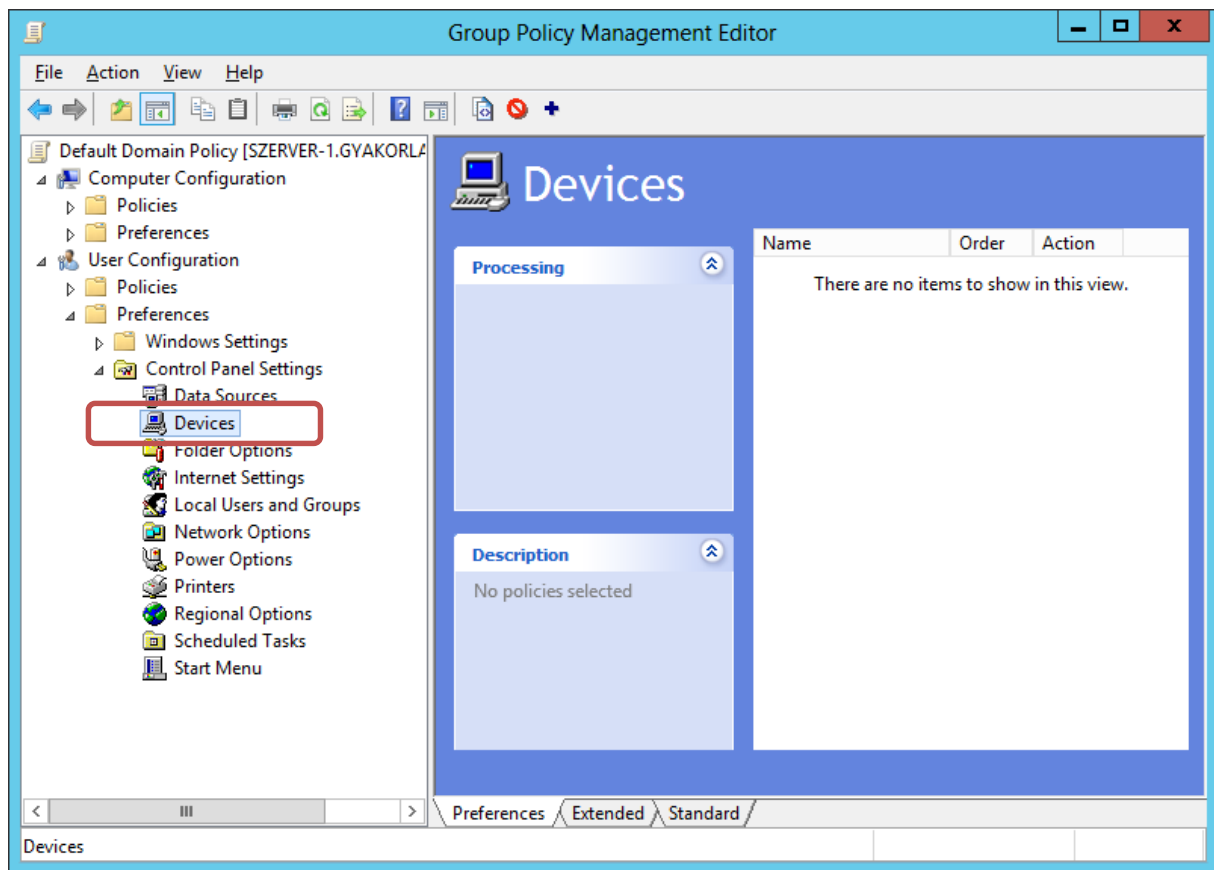 Group Policy Management Editor
File Action View Help
Default Domain Policy [SZERVER-1.GYAKORLA
Computer Configuration
Policies
Preferences
User Configuration
Policies
Preferences
Windows Settings
Control Panel Settings
Data Sources
Devices
Folder Options
Internet Settings
Local Users and Groups
Network Options
Power Options
Printers
Regional Options
Scheduled Tasks
Start Menu
Devices
Processing
Description
No policies selected
Name Order Action
There are no items to show in this view.
Preferences Extended Standard
Devices